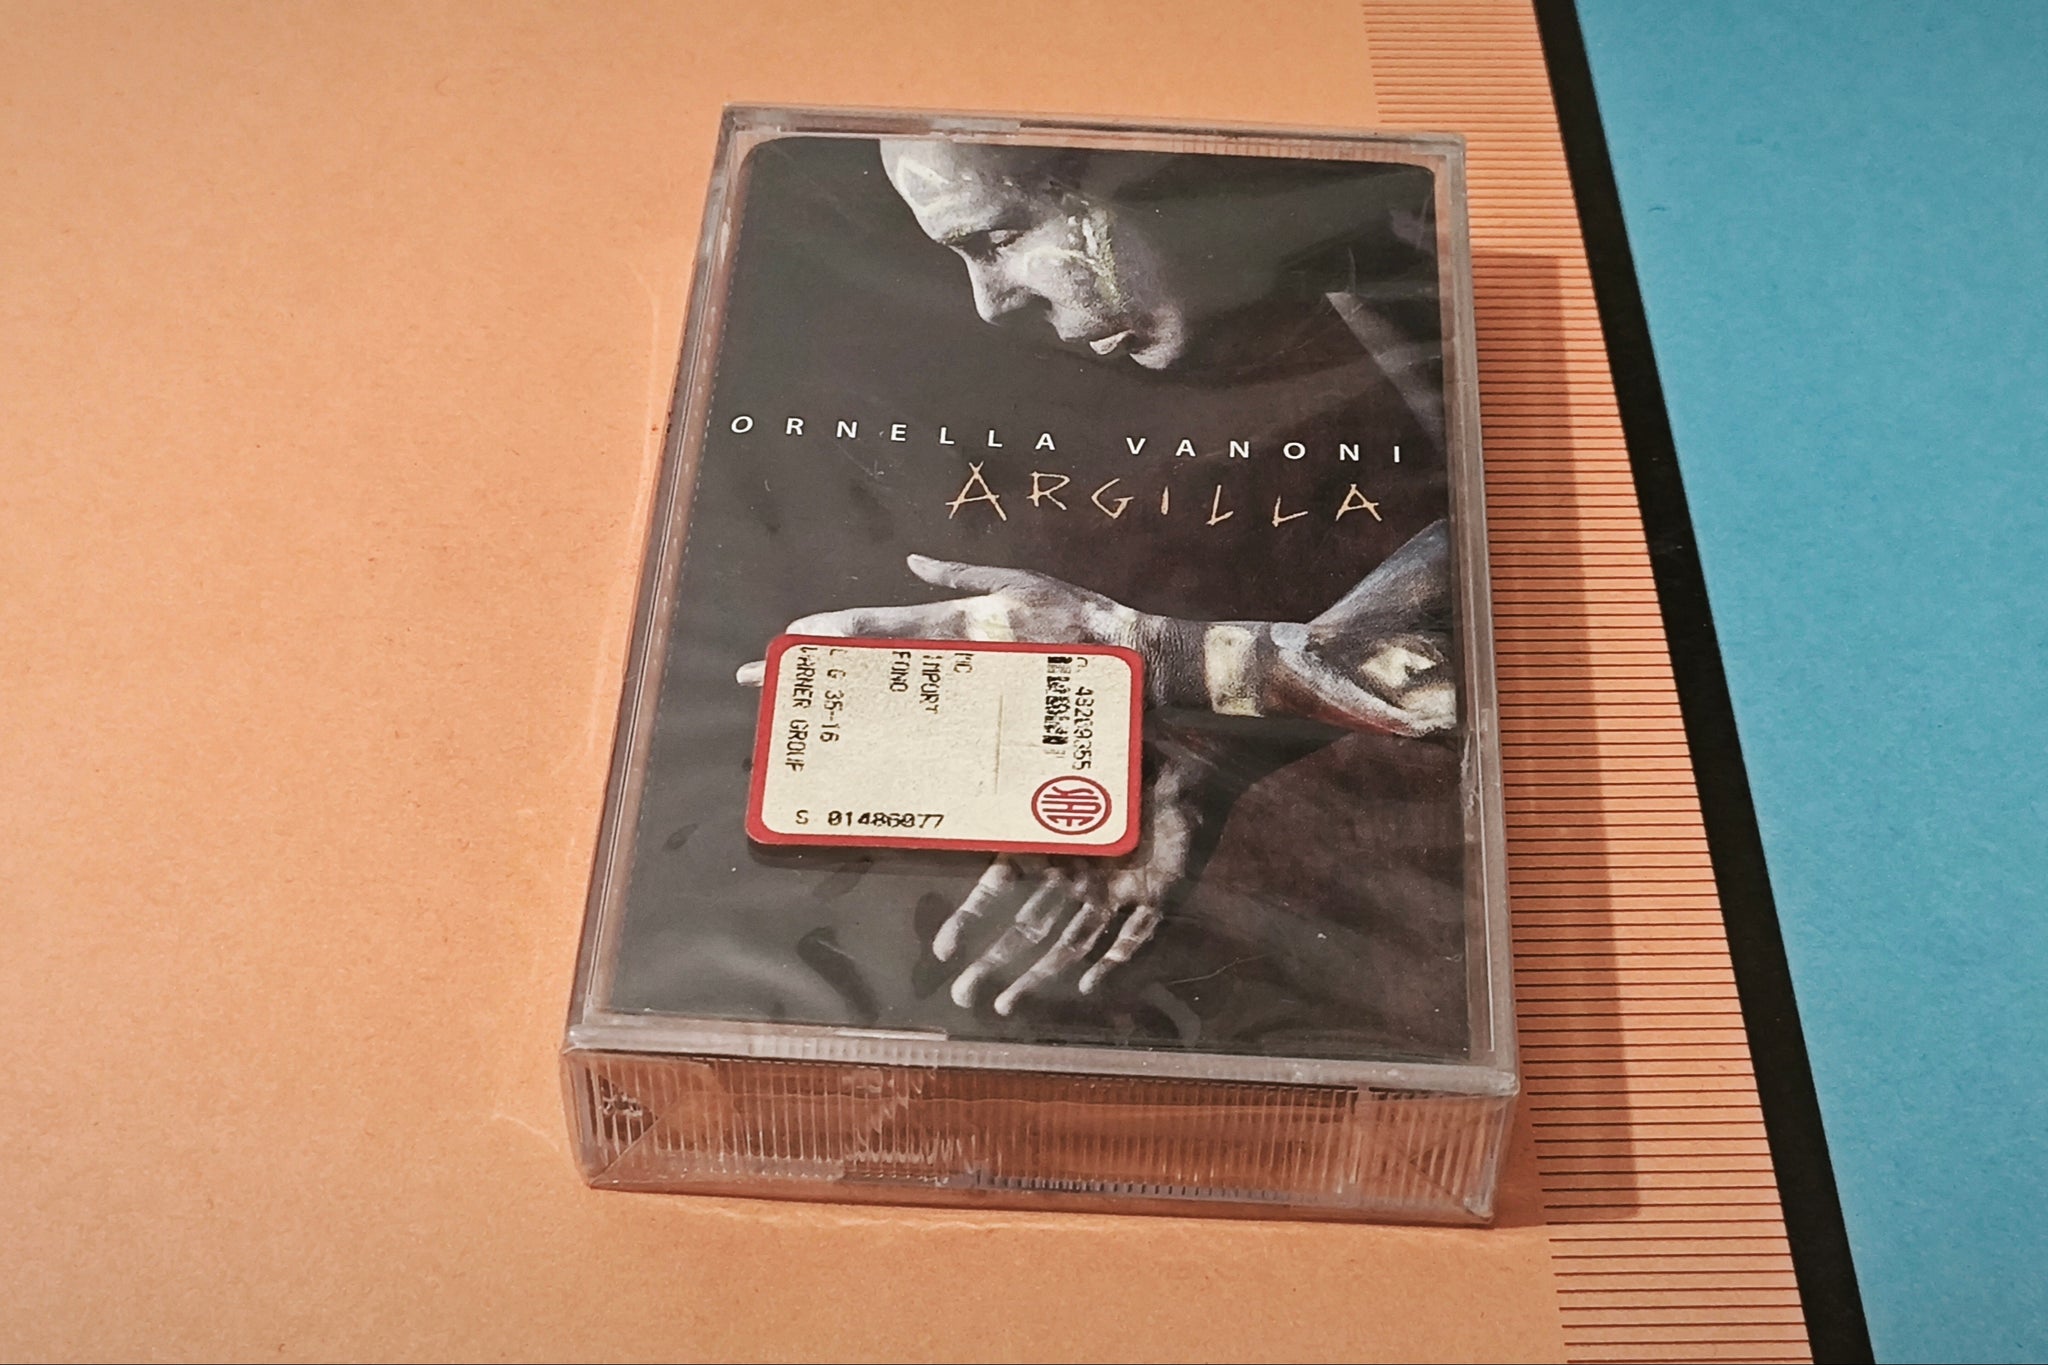 ORNELLA VANONI
ARGILLA
MC
IMPORT
FONO
G 35-16
WARNER GROUP
S 01486077
SIAE